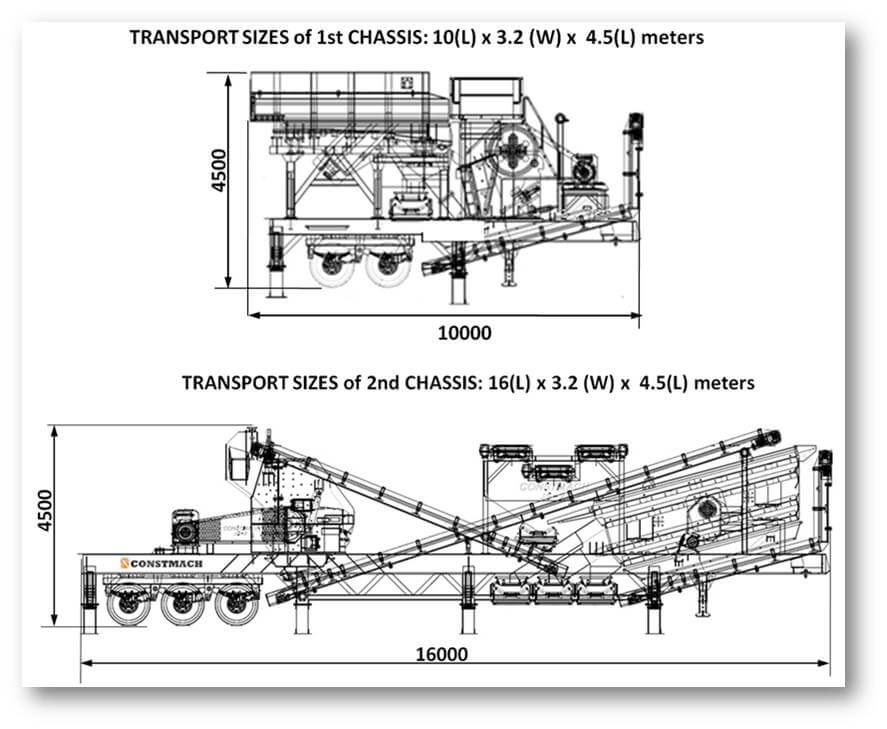 TRANSPORT SIZES of 1st CHASSIS: 10(L) x 3.2 (W) x 4.5(L) meters
4500
10000
TRANSPORT SIZES of 2nd CHASSIS: 16(L) x 3.2 (W) x 4.5(L) meters
4500
CONSTMACH
16000